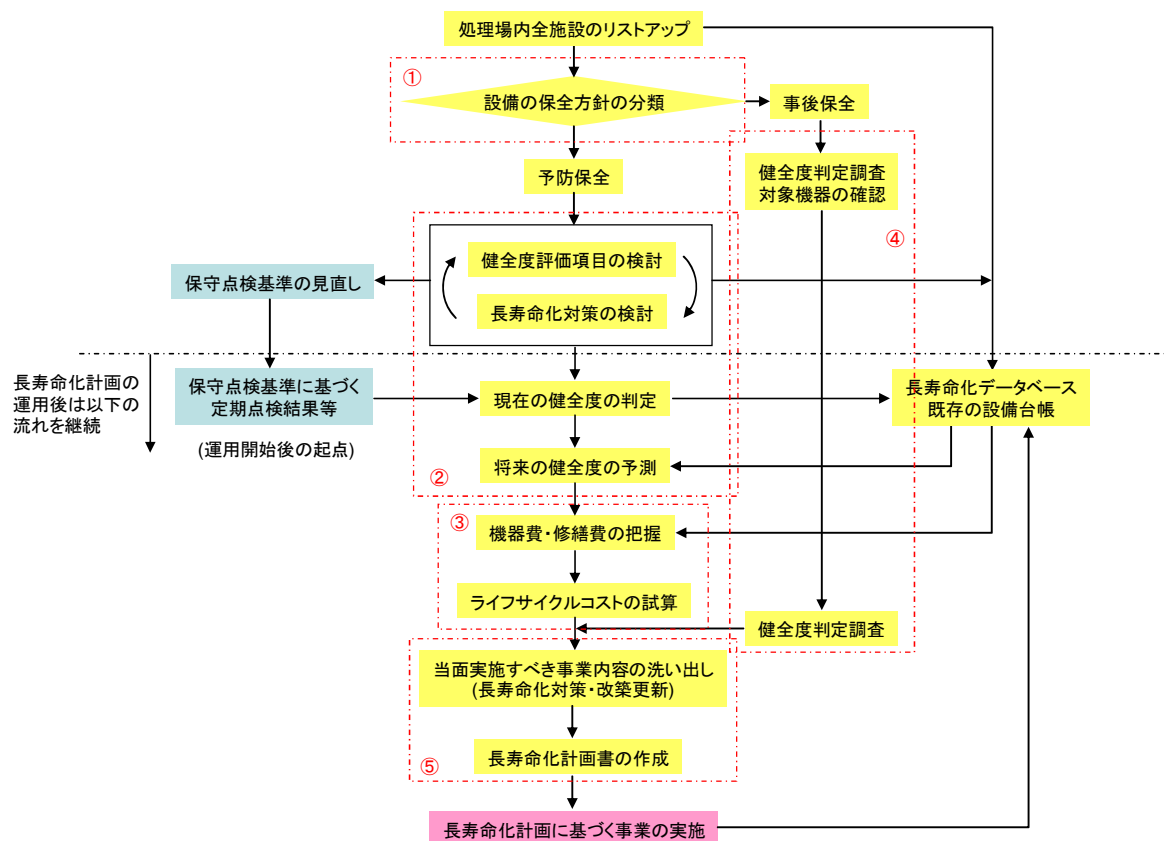 処理場内全施設のリストアップ
①
設備の保全方針の分類
事後保全
予防保全
健全度判定調査
対象機器の確認
④
健全度評価項目の検討
長寿命化対策の検討
保守点検基準の見直し
長寿命化計画の
運用後は以下の
流れを継続
保守点検基準に基づく
定期点検結果等
(運用開始後の起点)
現在の健全度の判定
長寿命化データベース
既存の設備台帳
将来の健全度の予測
②
③
機器費・修繕費の把握
ライフサイクルコストの試算
健全度判定調査
当面実施すべき事業内容の洗い出し
(長寿命化対策・改築更新)
長寿命化計画書の作成
⑤
長寿命化計画に基づく事業の実施